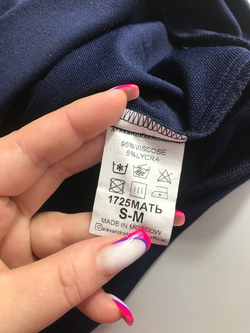 95%VISCOSE
5%LYCRA
1725МАТЬ
S-M
MADE IN MOSCOW